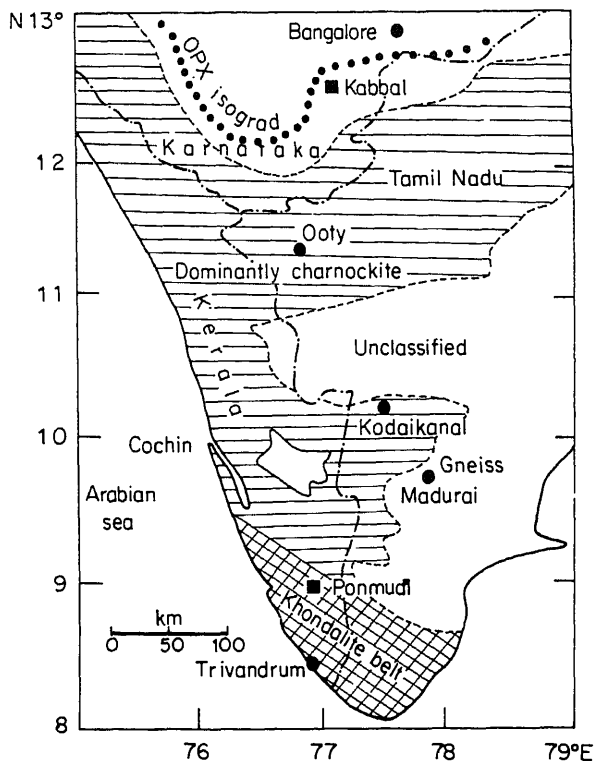 N 13°
Bangalore
OPX isograd
Kabbal
Karnataka
12
Tamil Nadu
Ooty
Dominantly charnockite
11
Kerala
Unclassified
Kodaikanal
10
Cochin
Gneiss
Madurai
Arabian
sea
9
Ponmudi
km
0 50 100
Khondalite belt
Trivandrum
8
76 77 78 79°E